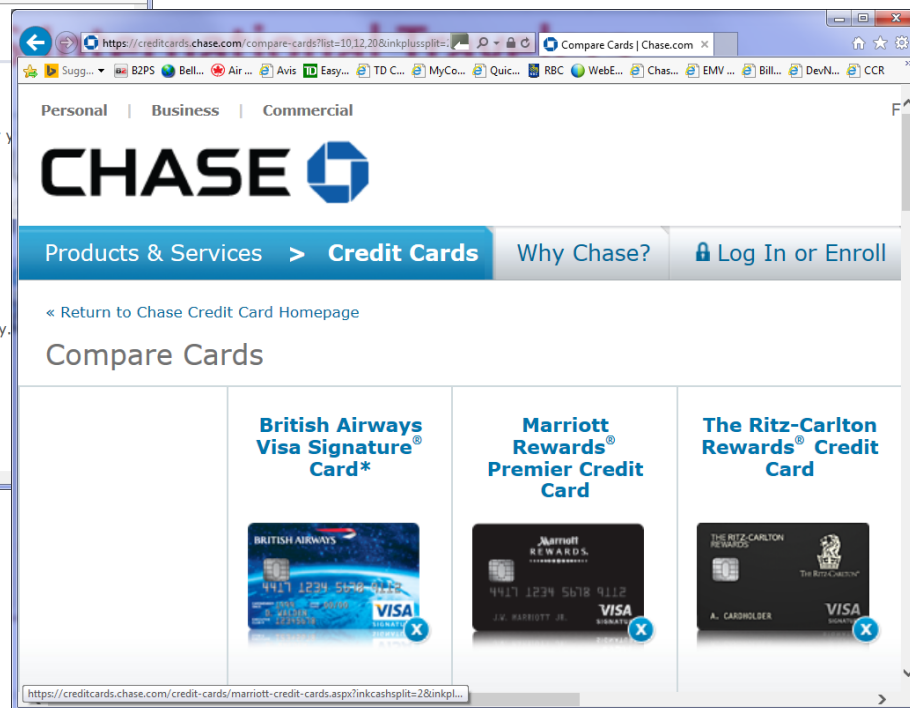 https://creditcards.chase.com/compare-cards?list=10,12,20&inkplussplit=
Compare Cards | Chase.com
Sugg... B2PS Bell... Air ... Avis TD Easy... TD C... MyCo... Quic... RBC WebE... Chas... EMV ... Bill... DevN... CCR
Personal | Business | Commercial
CHASE
Products & Services > Credit Cards Why Chase? Log In or Enroll
« Return to Chase Credit Card Homepage
Compare Cards
British Airways Marriott The Ritz-Carlton
Visa Signature® Rewards® Rewards® Credit
Card* Premier Credit Card
Card
BRITISH AIRWAYS
4417 1234 5678 9112
VISA
Marriott
REWARDS.
4417 1234 5678 9112
J.W. MARRIOTT JR.
VISA
SIGNATURE
THE RITZ-CARLTON
REWARDS
THE RITZ-CARLTON
A. CARDHOLDER
VISA
https://creditcards.chase.com/credit-cards/marriott-credit-cards.aspx?inkcashsplit=2&inkpl...